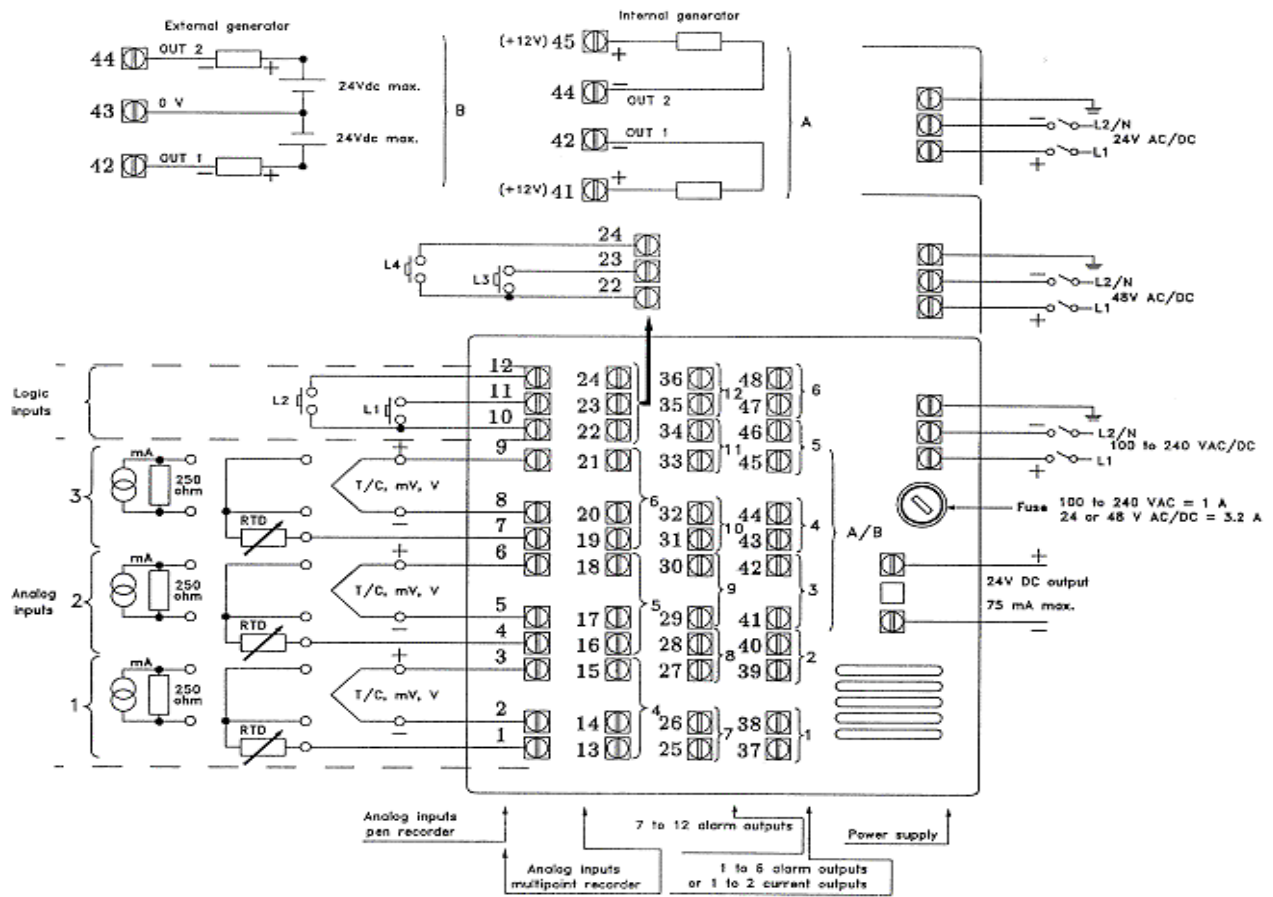 External generator
44 OUT 2 − +
24Vdc max.
43 0 V
24Vdc max.
42 OUT 1 − +
B
Internal generator
(+12V) 45 +
44 − OUT 2
42 OUT 1 −
(+12V) 41 +
A
− L2/N
24V AC/DC
+ L1
24
23
22
L4
L3
− L2/N
48V AC/DC
+ L1
Logic inputs
L2
L1
12 24 36 48
11 23 35 47
10 22 34 46
9 21 33 45
8 20 32 44
7 19 31 43
6 18 30 42
5 17 29 41
4 16 28 40
3 15 27 39
2 14 26 38
1 13 25 37
12 6
11 5
6 10 4
5 9 3
8 2
4 7 1
A/B
− L2/N
100 to 240 VAC/DC
+ L1
Fuse 100 to 240 VAC = 1 A
24 or 48 V AC/DC = 3.2 A
+
24V DC output
75 mA max.
−
Analog inputs
3
mA
250 ohm
RTD
+
T/C, mV, V
−
2
mA
250 ohm
RTD
+
T/C, mV, V
−
1
mA
250 ohm
RTD
+
T/C, mV, V
−
Analog inputs
pen recorder
Analog inputs
multipoint recorder
7 to 12 alarm outputs
1 to 6 alarm outputs
or 1 to 2 current outputs
Power supply